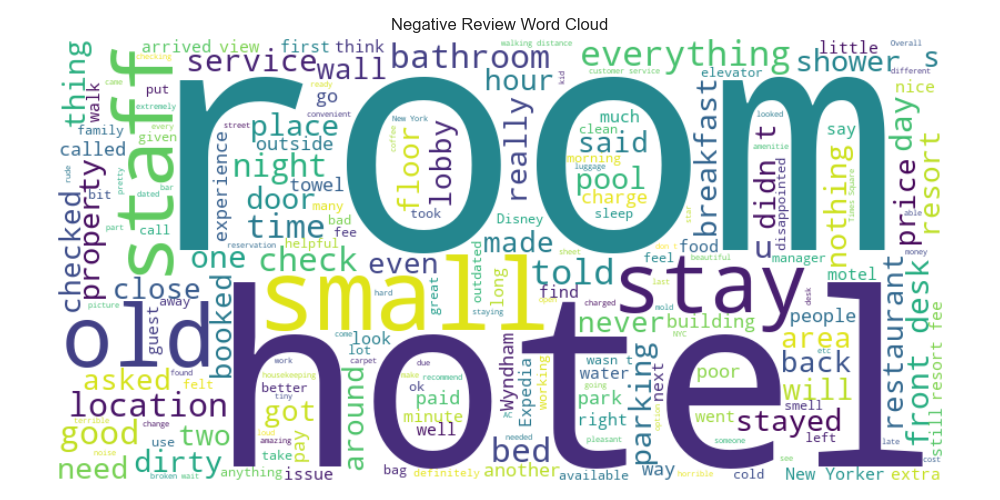 Negative Review Word Cloud
thing
arrived
view
first
think
bathroom
walking distance
everything
little
Overall
checking
service
wall
hour
customer service
elevator
shower
s
different
walk
put
came
staff
room
ready
go
kid
nice
looked
extremely
convenient
family
every
place
street
New York
coffee
floor
lobby
really
much
clean
said
breakfast
didn t
say
amenitie
day
given
outside
called
rude
pretty
dated
night
morning
pool
luggage
disappointed
nothing
Times Square
price
resort
experience
towel
charge
star
bit
bar
door
many
took
sleep
able
checked
property
part
call
time
bad
fee
Disney
food
u
manager
money
reservation
helpful
made
one
check
even
outdated
long
told
sheet
feel
don t
beautiful
motel
close
picture
away
hard
great
small
find
last
stay
charged
mold
desk
front desk
restaurant
old
guest
booked
hotel
staying
never
building
NYC
people
area
still
resort fee
come
look
lot
wasn t
water
etc
back
asked
found
felt
work
carpet
due
housekeeping
better
tiny
ok
make
recommend
Wyndham
Expedia
working
going
park
parking
next
poor
will
location
change
got
around
paid
minute
well
AC
option
right
went
smell
stayed
left
good
terrible
two
loud
amazing
needed
pleasant
someone
late
need
use
noise
dirty
take
pay
bed
way
see
cost
broken
wait
anything
issue
bag
definitely
another
available
horrible
cold
New Yorker
extra